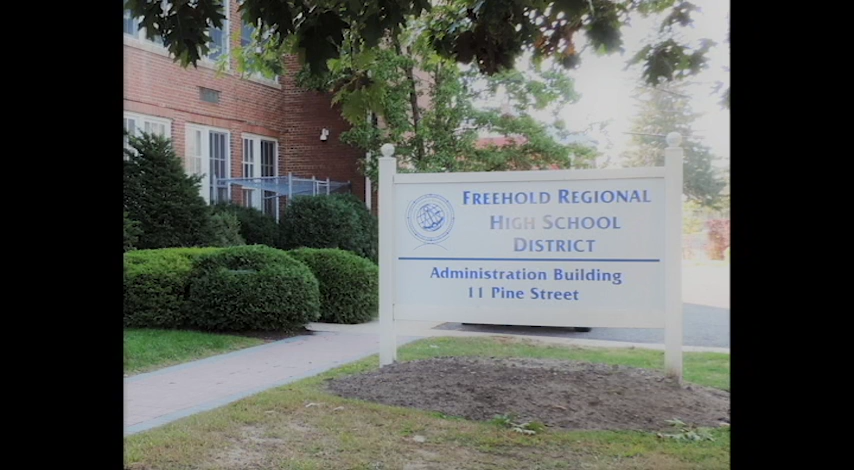 FREEHOLD REGIONAL
HIGH SCHOOL
DISTRICT
Administration Building
11 Pine Street